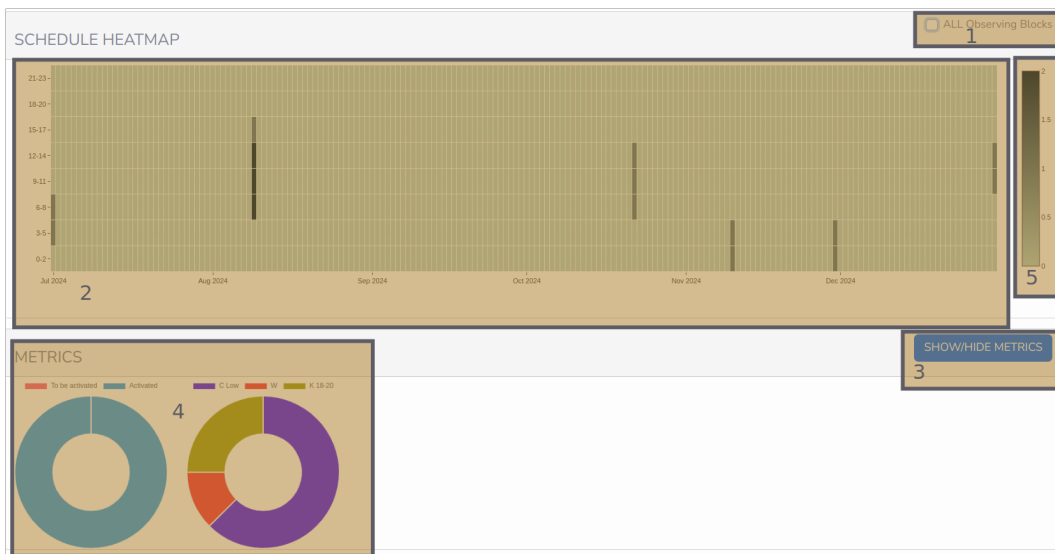 ALL Observing Blocks
1
SCHEDULE HEATMAP
21-23
18-20
15-17
12-14
9-11
6-8
3-5
0-2
Jul 2024 Aug 2024 Sep 2024 Oct 2024 Nov 2024 Dec 2024
2
2
1.5
1
0.5
0
5
METRICS
SHOW/HIDE METRICS
3
To be activated Activated
C Low W K 18-20
4